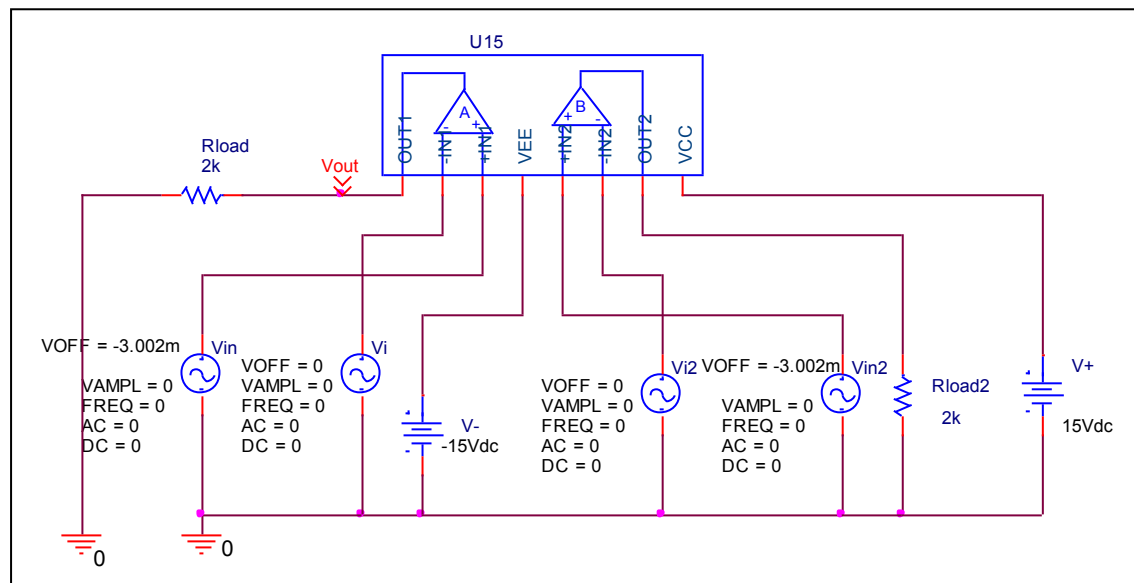 U15
A
B
OUT1
-IN1
+IN1
VEE
+IN2
-IN2
OUT2
VCC
+
-
+
-
Rload
2k
Vout
VOFF = -3.002m
Vin
VAMPL = 0
FREQ = 0
AC = 0
DC = 0
VOFF = 0
Vi
VAMPL = 0
FREQ = 0
AC = 0
DC = 0
V-
-15Vdc
VOFF = 0
Vi2
VAMPL = 0
FREQ = 0
AC = 0
DC = 0
VOFF = -3.002m
Vin2
VAMPL = 0
FREQ = 0
AC = 0
DC = 0
Rload2
2k
V+
15Vdc
0
0